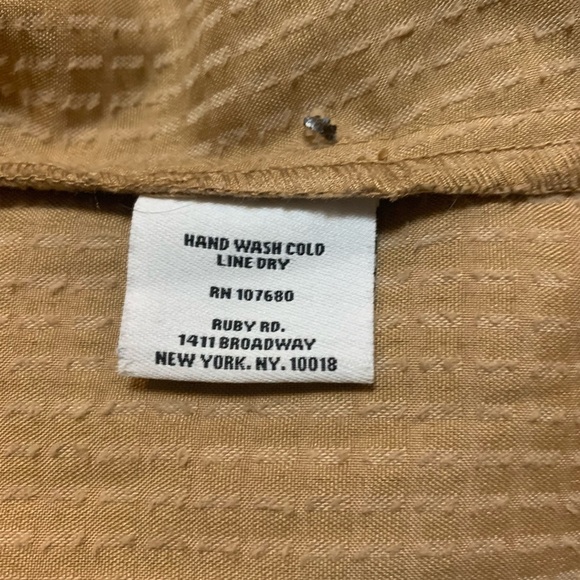 HAND WASH COLD
LINE DRY
RN 107680
RUBY RD.
1411 BROADWAY
NEW YORK. NY. 10018